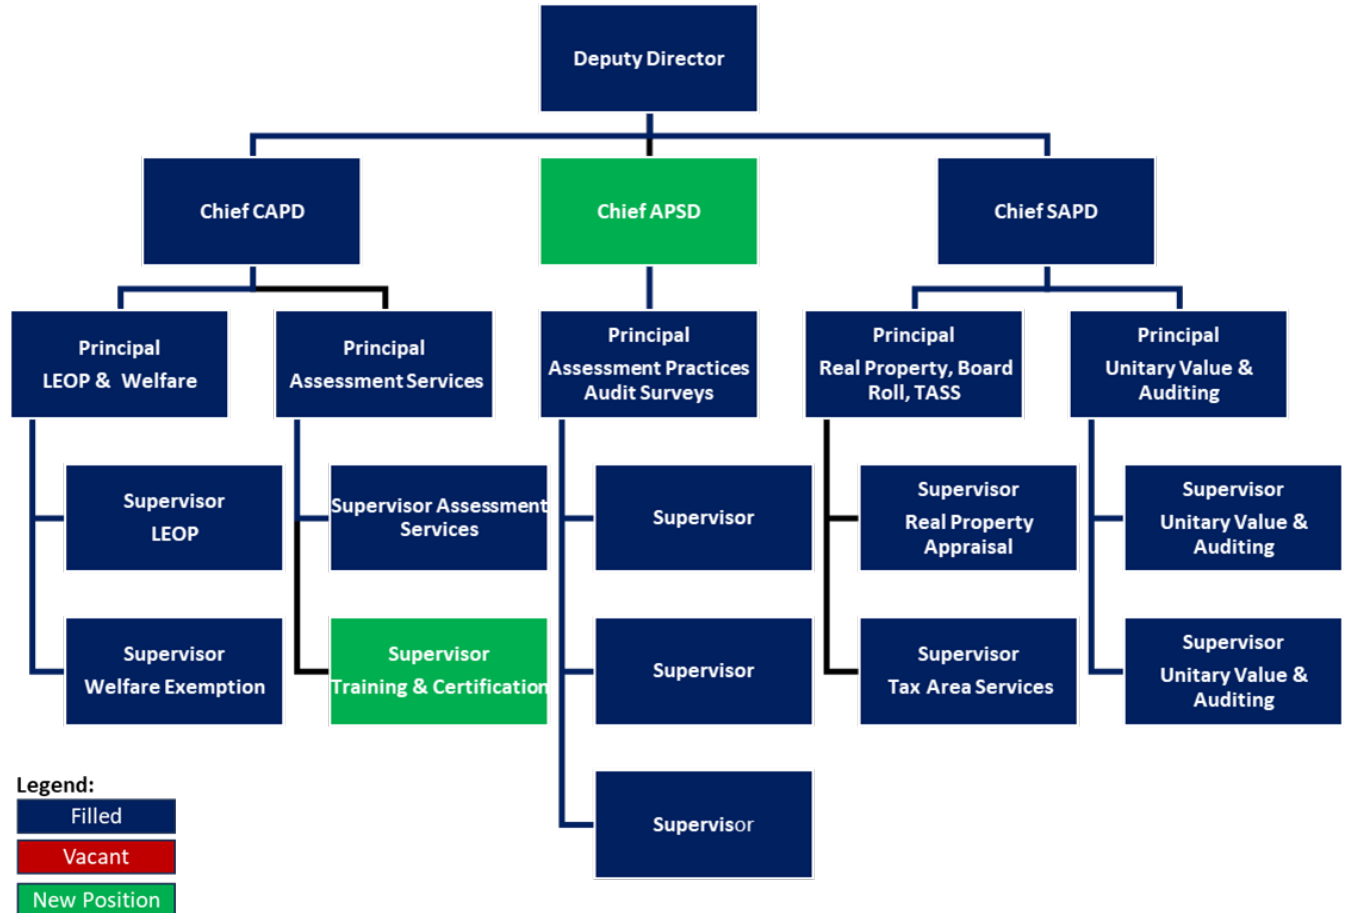 Deputy Director
Chief CAPD
Chief APSD
Chief SAPD
Principal
LEOP & Welfare
Principal
Assessment Services
Principal
Assessment Practices
Audit Surveys
Principal
Real Property, Board
Roll, TASS
Principal
Unitary Value &
Auditing
Supervisor
LEOP
Supervisor Assessment
Services
Supervisor
Supervisor
Real Property
Appraisal
Supervisor
Unitary Value &
Auditing
Supervisor
Welfare Exemption
Supervisor
Training & Certification
Supervisor
Supervisor
Tax Area Services
Supervisor
Unitary Value &
Auditing
Supervisor
Legend:
Filled
Vacant
New Position